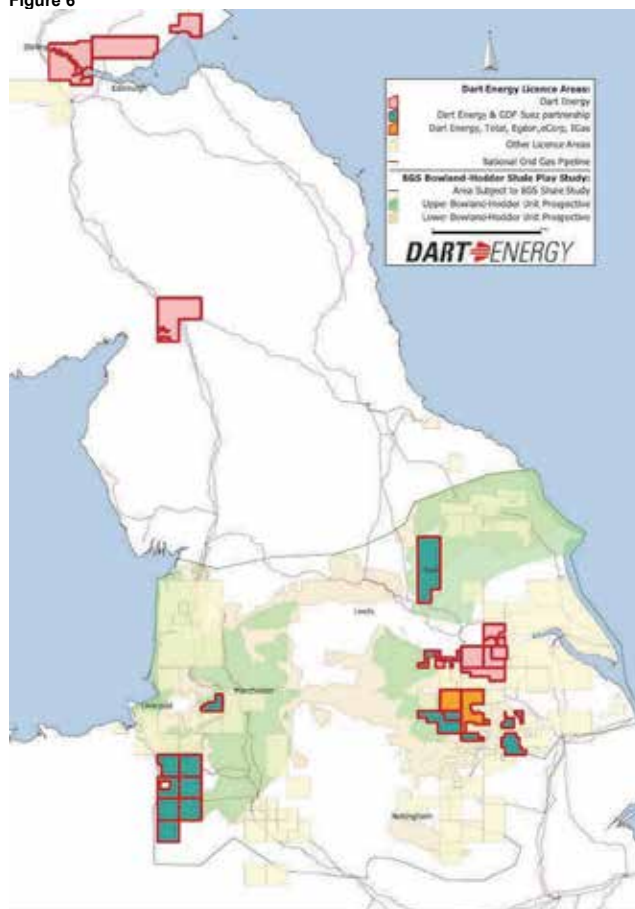 Figure 6
Stirling
Edinburgh
Dart Energy Licence Areas:
Dart Energy
Dart Energy & GDF Suez partnership
Dart Energy, Total, Egdon, eCorp, IGas
Other Licence Areas
National Grid Gas Pipeline
BGS Bowland-Hodder Shale Play Study:
Area Subject to BGS Shale Study
Upper Bowland-Hodder Unit Prospective
Lower Bowland-Hodder Unit Prospective
DART ENERGY
York
Leeds
Manchester
Liverpool
Nottingham